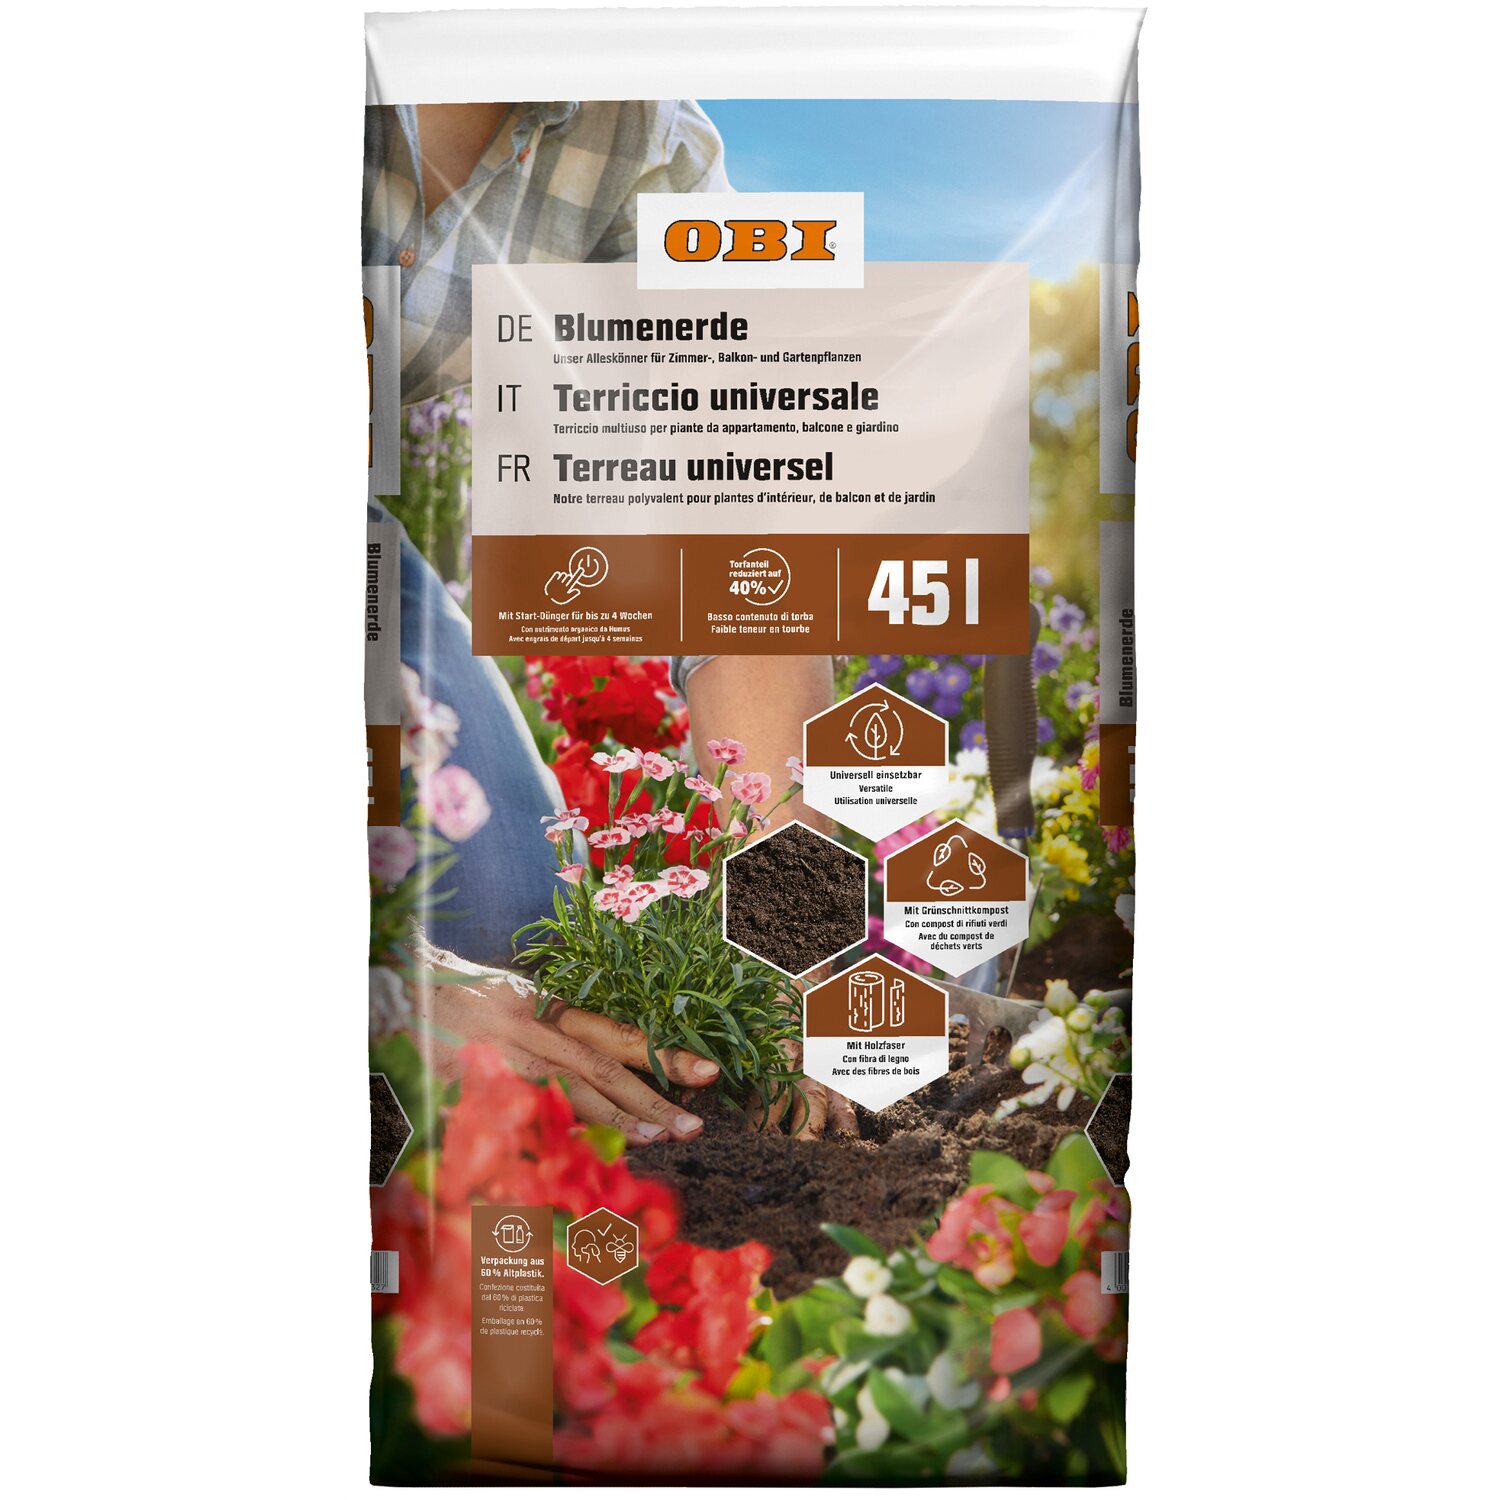 OBI
DE Blumenerde
Unser Alleskönner für Zimmer-, Balkon- und Gartenpflanzen
IT Terriccio universale
Terriccio multiuso per piante da appartamento, balcone e giardino
FR Terreau universel
Notre terreau polyvalent pour plantes d'intérieur, de balcon et de jardin
Mit Start-Dünger für bis zu 4 Wochen
Con nutrimento organico da Humus
Avec engrais de départ jusqu'à 4 semaines
Torfanteil
reduziert auf
40%
Basso contenuto di torba
Faible teneur en tourbe
45 l
Blumenerde
Blumenerde
Universell einsetzbar
Versatile
Utilisation universelle
Mit Grünschnittkompost
Con compost di rifiuti verdi
Avec du compost de
déchets verts
Mit Holzfaser
Con fibra di legno
Avec des fibres de bois
Verpackung aus
60 % Altplastik.
Confezione costituita
dal 60 % di plastica
riciclata.
Emballage en 60 %
de plastique recyclé.